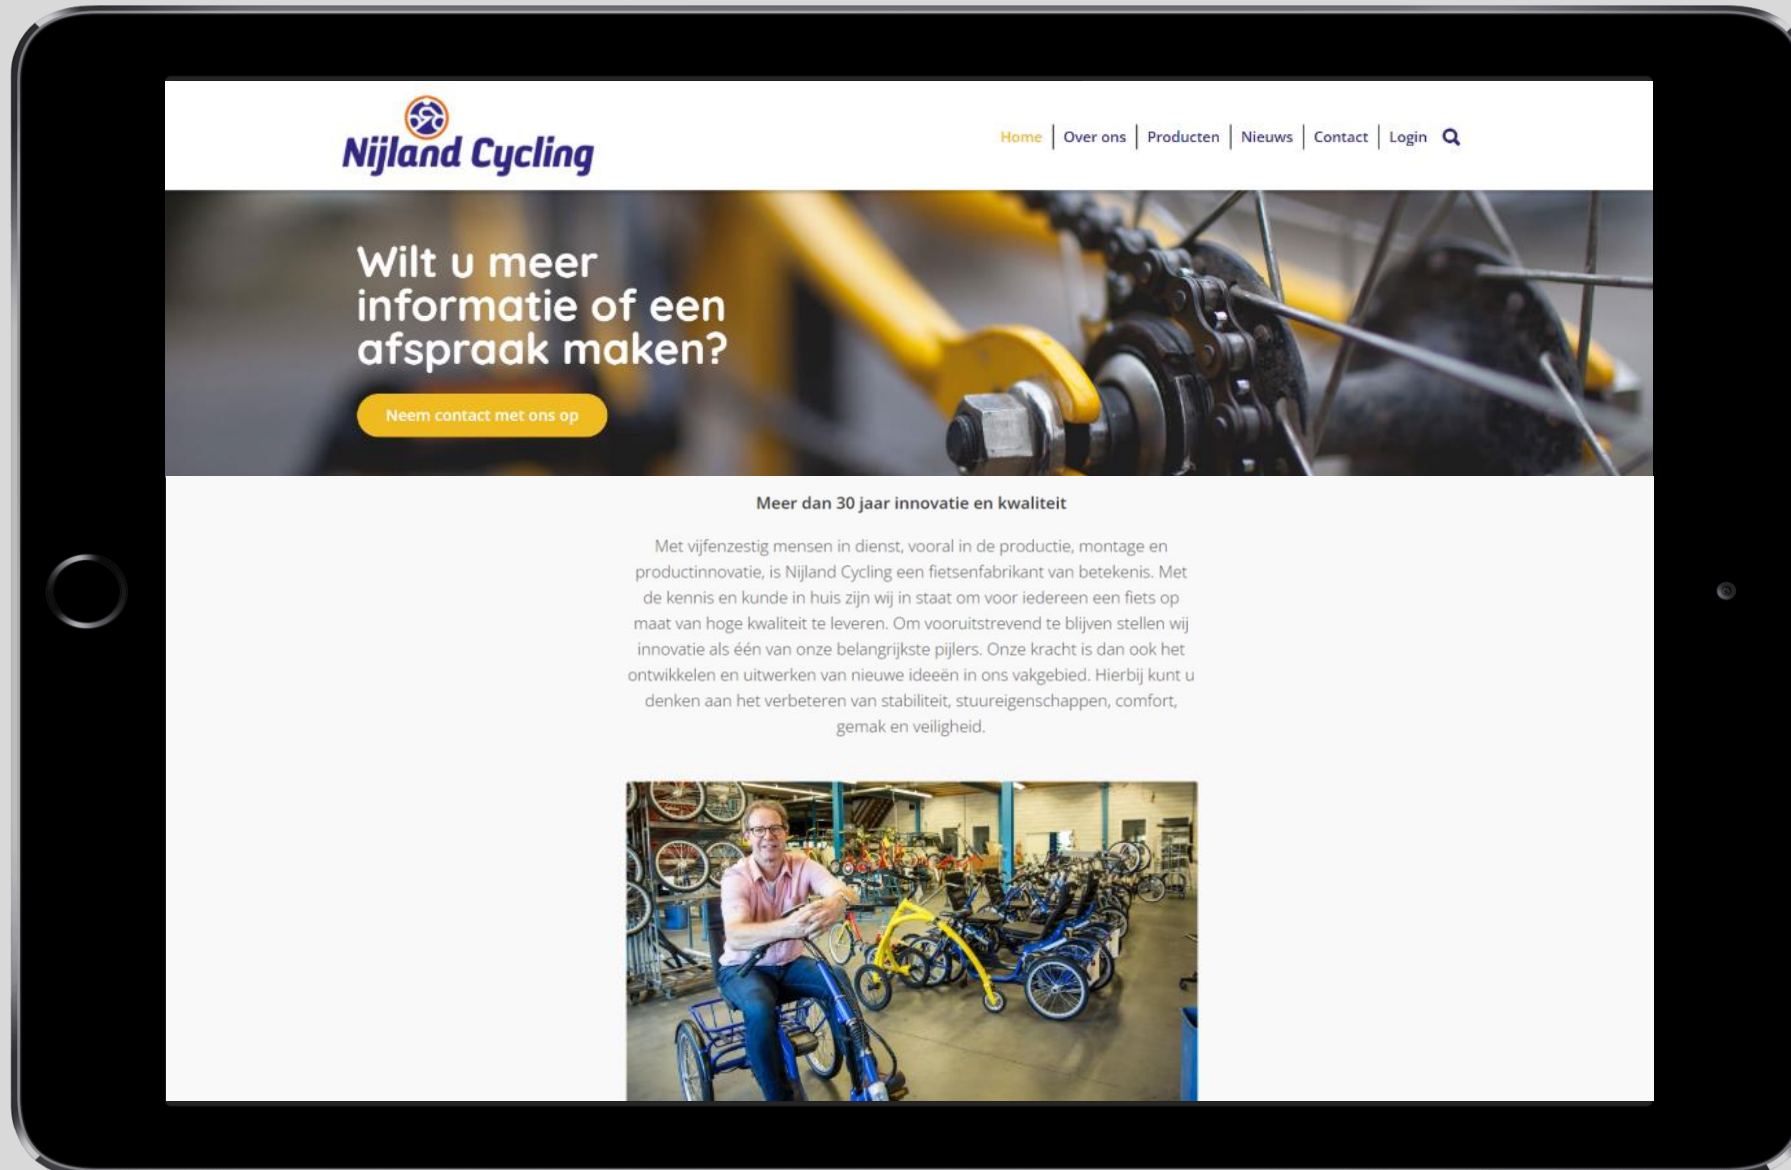 Nijland Cycling
Home | Over ons | Producten | Nieuws | Contact | Login
Wilt u meer
informatie of een
afspraak maken?
Neem contact met ons op
Meer dan 30 jaar innovatie en kwaliteit
Met vijfenzestig mensen in dienst, vooral in de productie, montage en
productinnovatie, is Nijland Cycling een fietsenfabrikant van betekenis. Met
de kennis en kunde in huis zijn wij in staat om voor iedereen een fiets op
maat van hoge kwaliteit te leveren. Om vooruitstrevend te blijven stellen wij
innovatie als één van onze belangrijkste pijlers. Onze kracht is dan ook het
ontwikkelen en uitwerken van nieuwe ideeën in ons vakgebied. Hierbij kunt u
denken aan het verbeteren van stabiliteit, stuureigenschappen, comfort,
gemak en veiligheid.